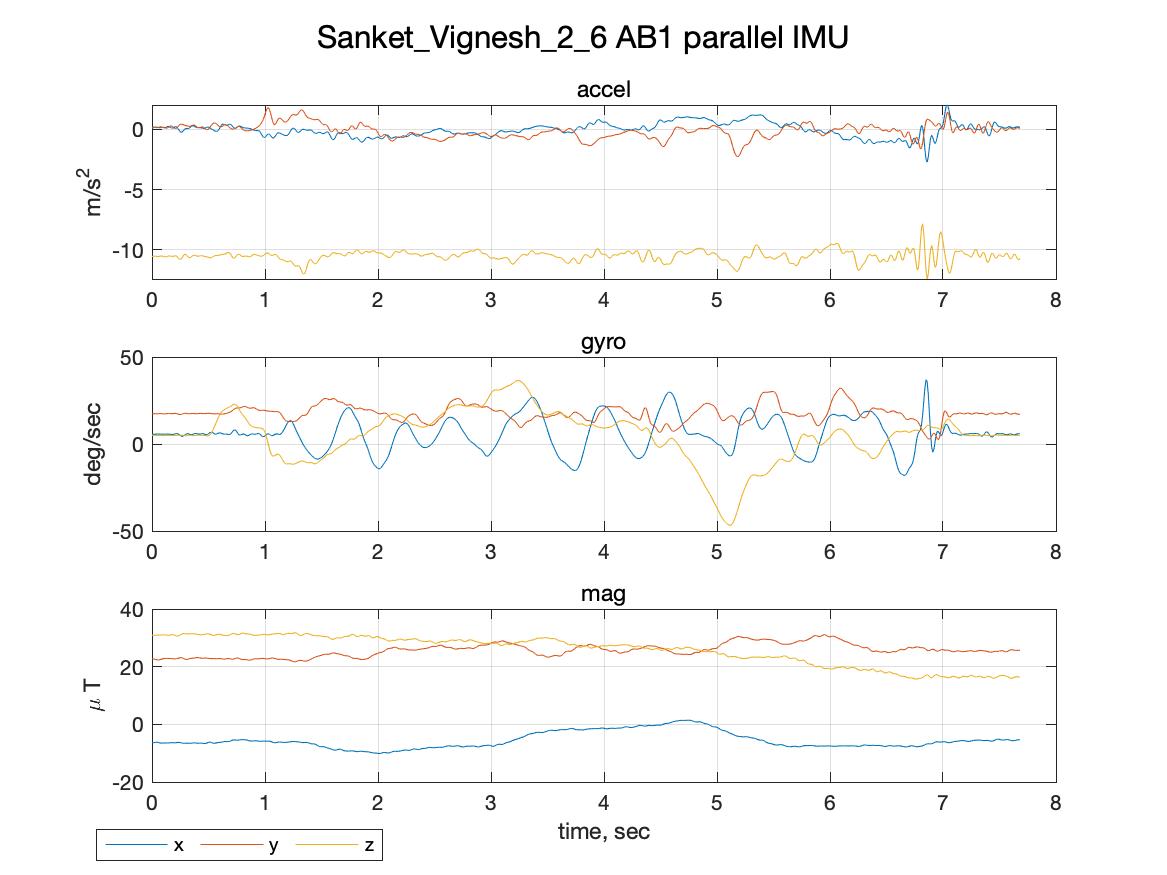 Sanket_Vignesh_2_6 AB1 parallel IMU
accel
m/s²
0
-5
-10
0 1 2 3 4 5 6 7 8
gyro
deg/sec
50
0
-50
0 1 2 3 4 5 6 7 8
mag
μ T
40
20
0
-20
0 1 2 3 4 5 6 7 8
time, sec
x y z